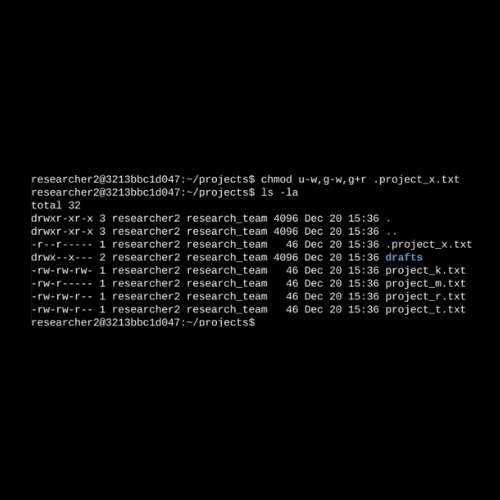 researcher2@3213bbc1d047:~/projects$ chmod u-w,g-w,g+r .project_x.txt
researcher2@3213bbc1d047:~/projects$ ls -la
total 32
drwxr-xr-x 3 researcher2 research_team 4096 Dec 20 15:36 .
drwxr-xr-x 3 researcher2 research_team 4096 Dec 20 15:36 ..
-r--r----- 1 researcher2 research_team   46 Dec 20 15:36 .project_x.txt
drwx--x--- 2 researcher2 research_team 4096 Dec 20 15:36 drafts
-rw-rw-rw- 1 researcher2 research_team   46 Dec 20 15:36 project_k.txt
-rw-r----- 1 researcher2 research_team   46 Dec 20 15:36 project_m.txt
-rw-rw-r-- 1 researcher2 research_team   46 Dec 20 15:36 project_r.txt
-rw-rw-r-- 1 researcher2 research_team   46 Dec 20 15:36 project_t.txt
researcher2@3213bbc1d047:~/projects$